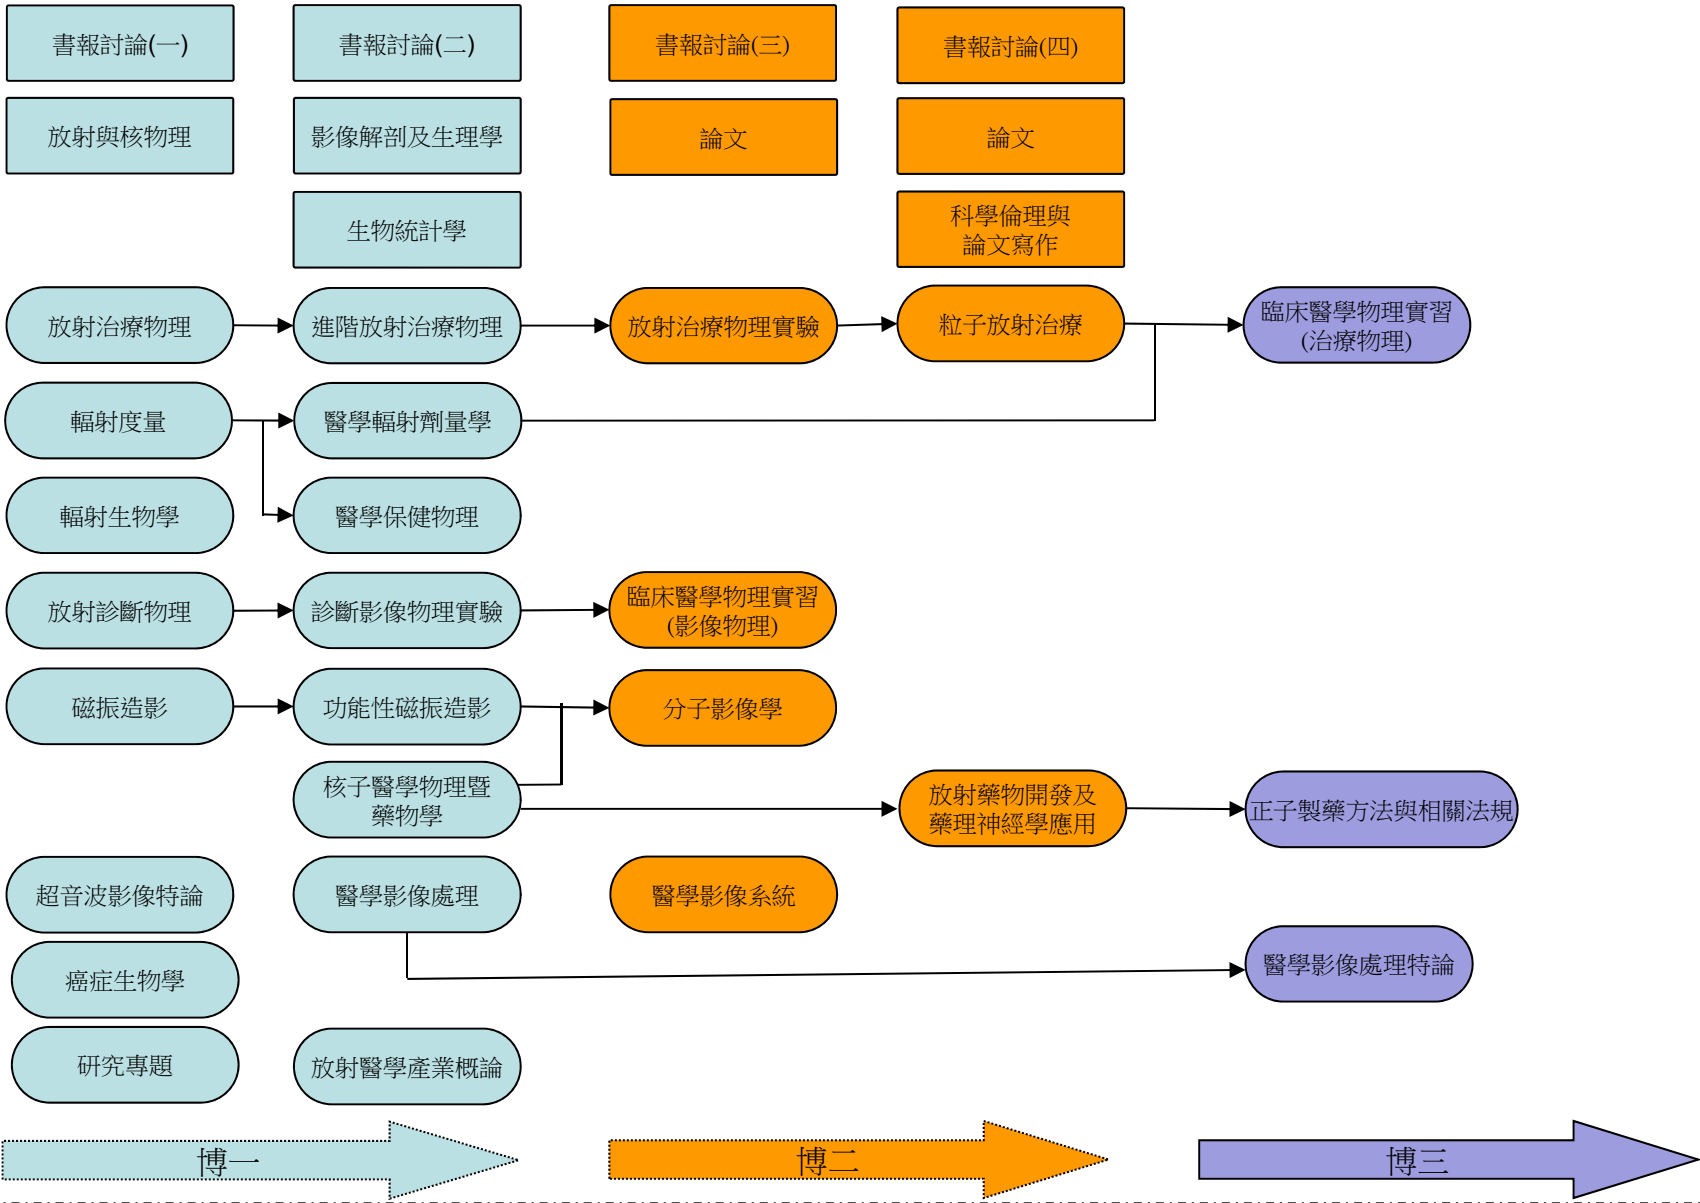 書報討論(一)
書報討論(二)
書報討論(三)
書報討論(四)
放射與核物理
影像解剖及生理學
論文
論文
生物統計學
科學倫理與
論文寫作
放射治療物理
進階放射治療物理
放射治療物理實驗
粒子放射治療
臨床醫學物理實習
(治療物理)
輻射度量
醫學輻射劑量學
輻射生物學
醫學保健物理
放射診斷物理
診斷影像物理實驗
臨床醫學物理實習
(影像物理)
磁振造影
功能性磁振造影
分子影像學
核子醫學物理暨
藥物學
放射藥物開發及
藥理神經學應用
正子製藥方法與相關法規
超音波影像特論
醫學影像處理
醫學影像系統
癌症生物學
醫學影像處理特論
研究專題
放射醫學產業概論
博一
博二
博三